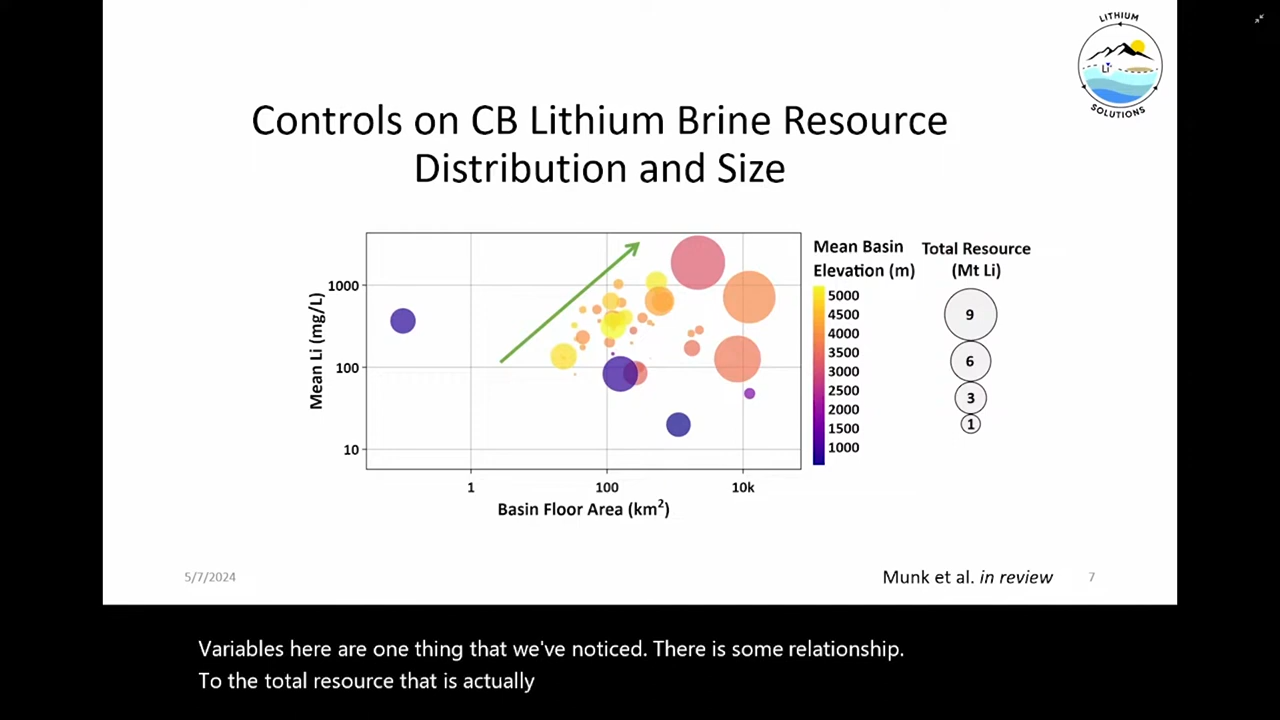 LITHIUM
Li
SOLUTIONS
Controls on CB Lithium Brine Resource
Distribution and Size
Mean Li (mg/L)
1000
100
10
1
100
10k
Basin Floor Area (km²)
Mean Basin
Elevation (m)
5000
4500
4000
3500
3000
2500
2000
1500
1000
Total Resource
(Mt Li)
9
6
3
1
5/7/2024
Munk et al. in review
7
Variables here are one thing that we've noticed. There is some relationship.
To the total resource that is actually